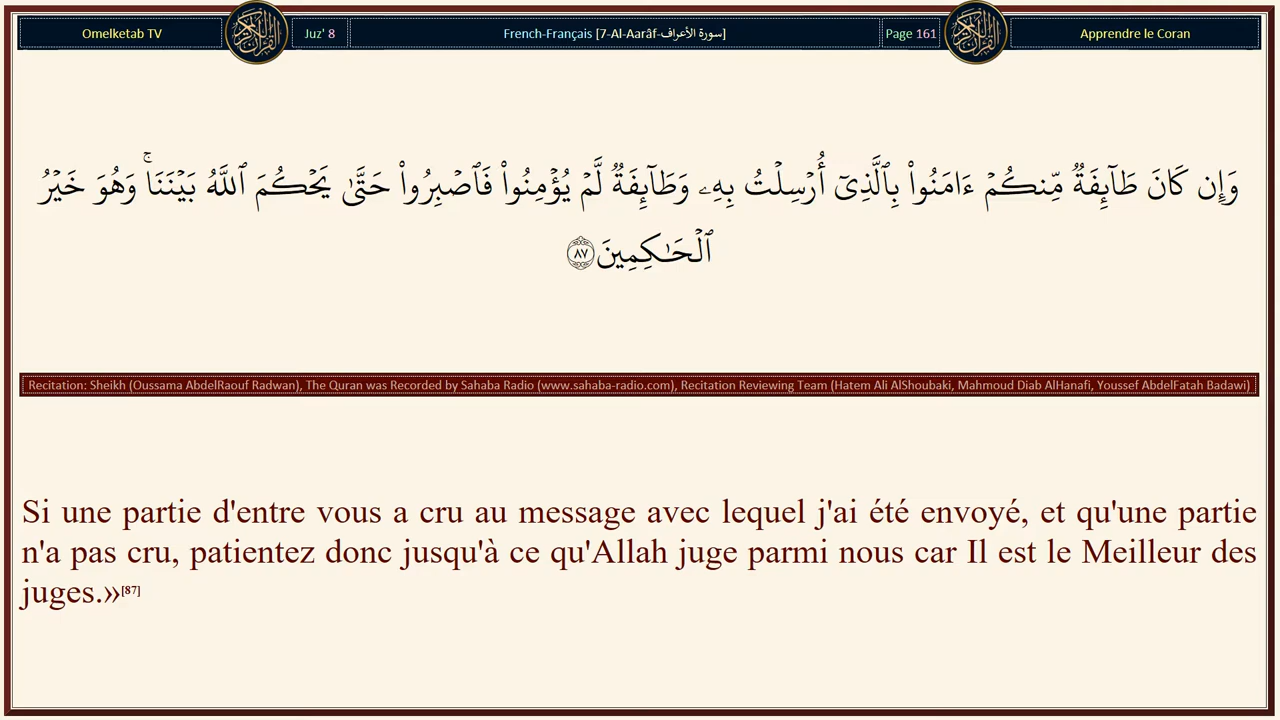 Omelketab TV
Juz' 8
French-Français [7-Al-Aarâf-سورة الأعراف]
Page 161
Apprendre le Coran
وَإِن كَانَ طَآئِفَةٌ مِّنكُمْ ءَامَنُوا۟ بِٱلَّذِىٓ أُرْسِلْتُ بِهِۦ وَطَآئِفَةٌ لَّمْ يُؤْمِنُوا۟ فَٱصْبِرُوا۟ حَتَّىٰ يَحْكُمَ ٱللَّهُ بَيْنَنَا ۚ وَهُوَ خَيْرُ
ٱلْحَـٰكِمِينَ ٨٧
Recitation: Sheikh (Oussama AbdelRaouf Radwan), The Quran was Recorded by Sahaba Radio (www.sahaba-radio.com), Recitation Reviewing Team (Hatem Ali AlShoubaki, Mahmoud Diab AlHanafi, Youssef AbdelFatah Badawi)
Si une partie d'entre vous a cru au message avec lequel j'ai été envoyé, et qu'une partie
n'a pas cru, patientez donc jusqu'à ce qu'Allah juge parmi nous car Il est le Meilleur des
juges.»[87]